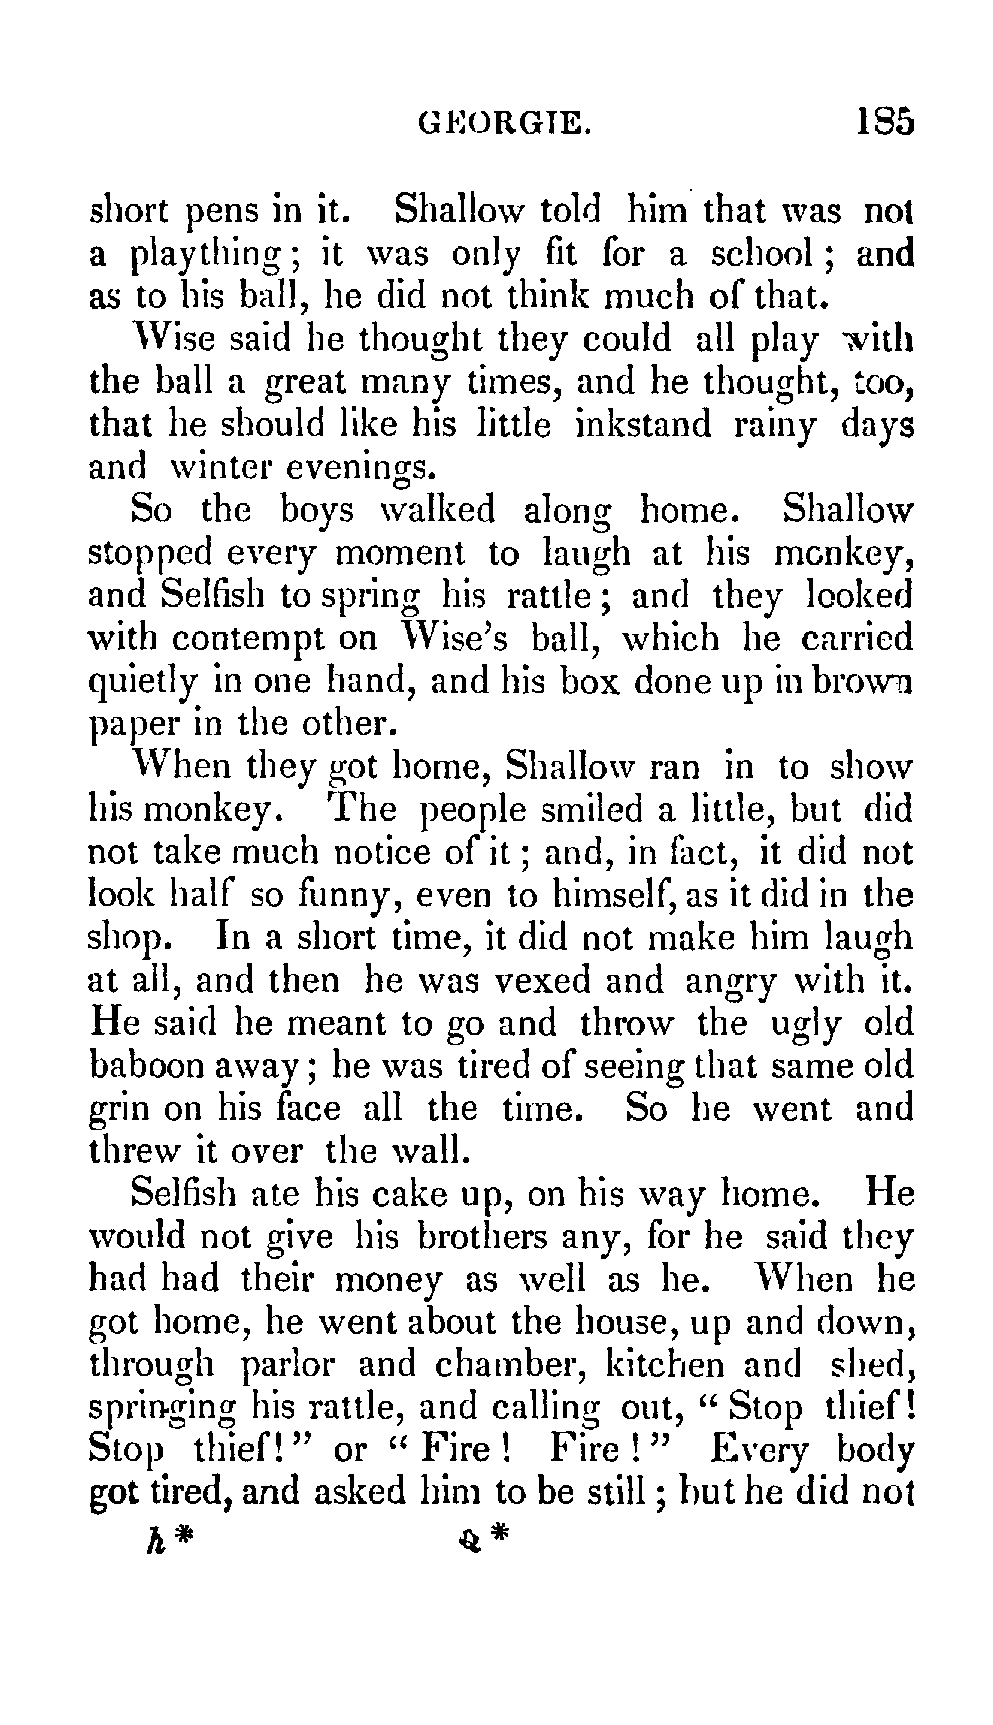 GEORGIE. 185
short pens in it. Shallow told him that was not
a plaything; it was only fit for a school; and
as to his ball, he did not think much of that.
Wise said he thought they could all play with
the ball a great many times, and he thought, too,
that he should like his little inkstand rainy days
and winter evenings.
So the boys walked along home. Shallow
stopped every moment to laugh at his monkey,
and Selfish to spring his rattle; and they looked
with contempt on Wise's ball, which he carried
quietly in one hand, and his box done up in brown
paper in the other.
When they got home, Shallow ran in to show
his monkey. The people smiled a little, but did
not take much notice of it; and, in fact, it did not
look half so funny, even to himself, as it did in the
shop. In a short time, it did not make him laugh
at all, and then he was vexed and angry with it.
He said he meant to go and throw the ugly old
baboon away; he was tired of seeing that same old
grin on his face all the time. So he went and
threw it over the wall.
Selfish ate his cake up, on his way home. He
would not give his brothers any, for he said they
had had their money as well as he. When he
got home, he went about the house, up and down,
through parlor and chamber, kitchen and shed,
springing his rattle, and calling out, "Stop thief!
Stop thief!" or "Fire! Fire!" Every body
got tired, and asked him to be still; but he did not
h* Q*